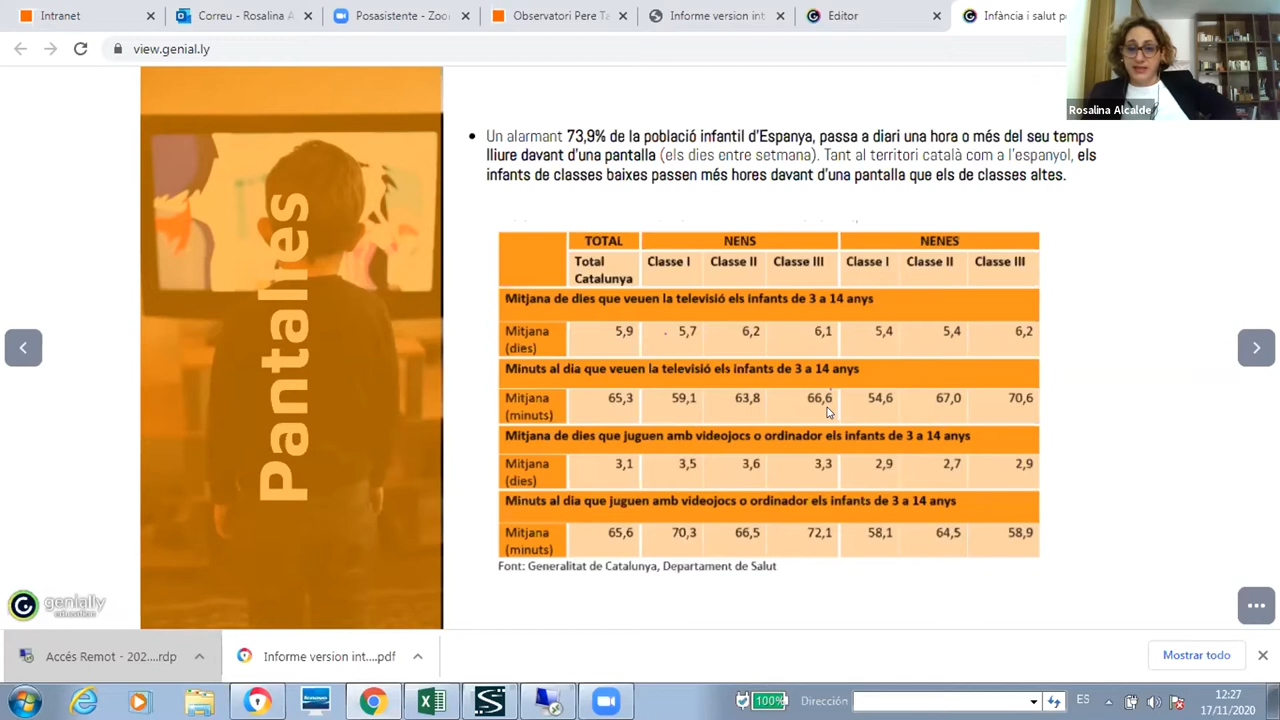 Intranet
Correu - Rosalina A
Posasistente - Zoo
Observatori Pere Ta
Informe version int
Editor
Infància i salut p
view.genial.ly
Rosalina Alcalde
Pantalles
Un alarmant 73,9% de la població infantil d'Espanya, passa a diari una hora o més del seu temps
lliure davant d'una pantalla (els dies entre setmana). Tant al territori català com a l'espanyol, els
infants de classes baixes passen més hores davant d'una pantalla que els de classes altes.
TOTAL NENS NENES
Total Catalunya Classe I Classe II Classe III Classe I Classe II Classe III
Mitjana de dies que veuen la televisió els infants de 3 a 14 anys
Mitjana (dies) 5,9 5,7 6,2 6,1 5,4 5,4 6,2
Minuts al dia que veuen la televisió els infants de 3 a 14 anys
Mitjana (minuts) 65,3 59,1 63,8 66,6 54,6 67,0 70,6
Mitjana de dies que juguen amb videojocs o ordinador els infants de 3 a 14 anys
Mitjana (dies) 3,1 3,5 3,6 3,3 2,9 2,7 2,9
Minuts al dia que juguen amb videojocs o ordinador els infants de 3 a 14 anys
Mitjana (minuts) 65,6 70,3 66,5 72,1 58,1 64,5 58,9
Font: Generalitat de Catalunya, Departament de Salut
genially
education
Accés Remot - 202....rdp
Informe version int....pdf
Mostrar todo
lenovo
100%
Dirección
ES
12:27
17/11/2020